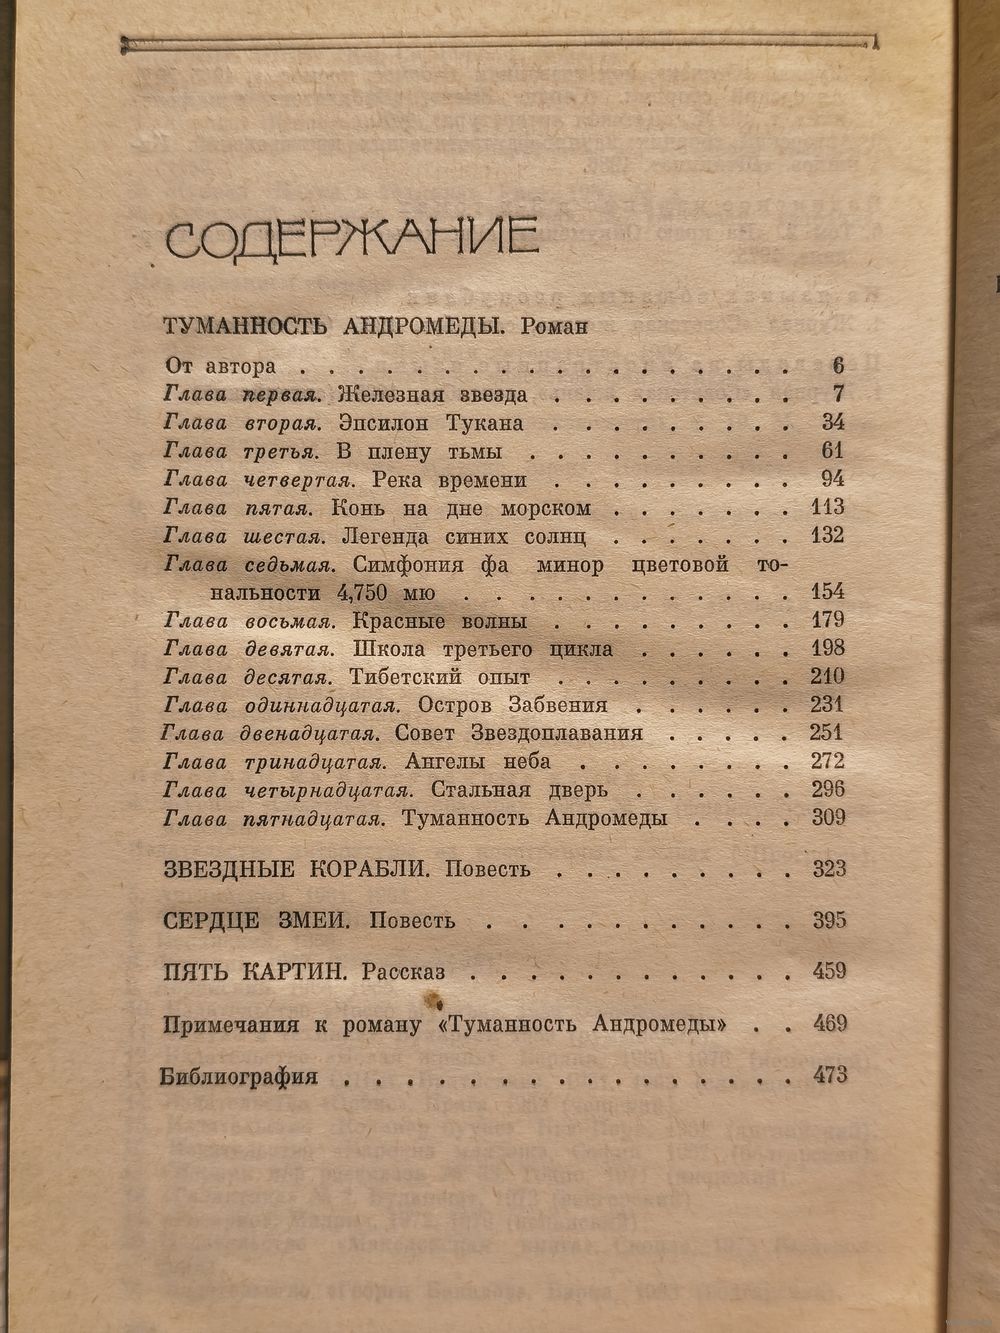 СОДЕРЖАНИЕ
ТУМАННОСТЬ АНДРОМЕДЫ. Роман
От автора . . . . . . . . . . . . . . . . . 6
Глава первая. Железная звезда . . . . . . . . . 7
Глава вторая. Эпсилон Тукана . . . . . . . . . 34
Глава третья. В плену тьмы . . . . . . . . . . 61
Глава четвертая. Река времени . . . . . . . . . 94
Глава пятая. Конь на дне морском . . . . . . . 113
Глава шестая. Легенда синих солнц . . . . . . . 132
Глава седьмая. Симфония фа минор цветовой то-
нальности 4,750 мю . . . . . . . . . . . . 154
Глава восьмая. Красные волны . . . . . . . . . 179
Глава девятая. Школа третьего цикла . . . . . . 198
Глава десятая. Тибетский опыт . . . . . . . . . 210
Глава одиннадцатая. Остров Забвения . . . . . . 231
Глава двенадцатая. Совет Звездоплавания . . . . . 251
Глава тринадцатая. Ангелы неба . . . . . . . . 272
Глава четырнадцатая. Стальная дверь . . . . . . 296
Глава пятнадцатая. Туманность Андромеды . . . . 309
ЗВЕЗДНЫЕ КОРАБЛИ. Повесть . . . . . . . . . 323
СЕРДЦЕ ЗМЕИ. Повесть . . . . . . . . . . . 395
ПЯТЬ КАРТИН. Рассказ . . . . . . . . . . . . 459
Примечания к роману «Туманность Андромеды» . . 469
Библиография . . . . . . . . . . . . . . . 473